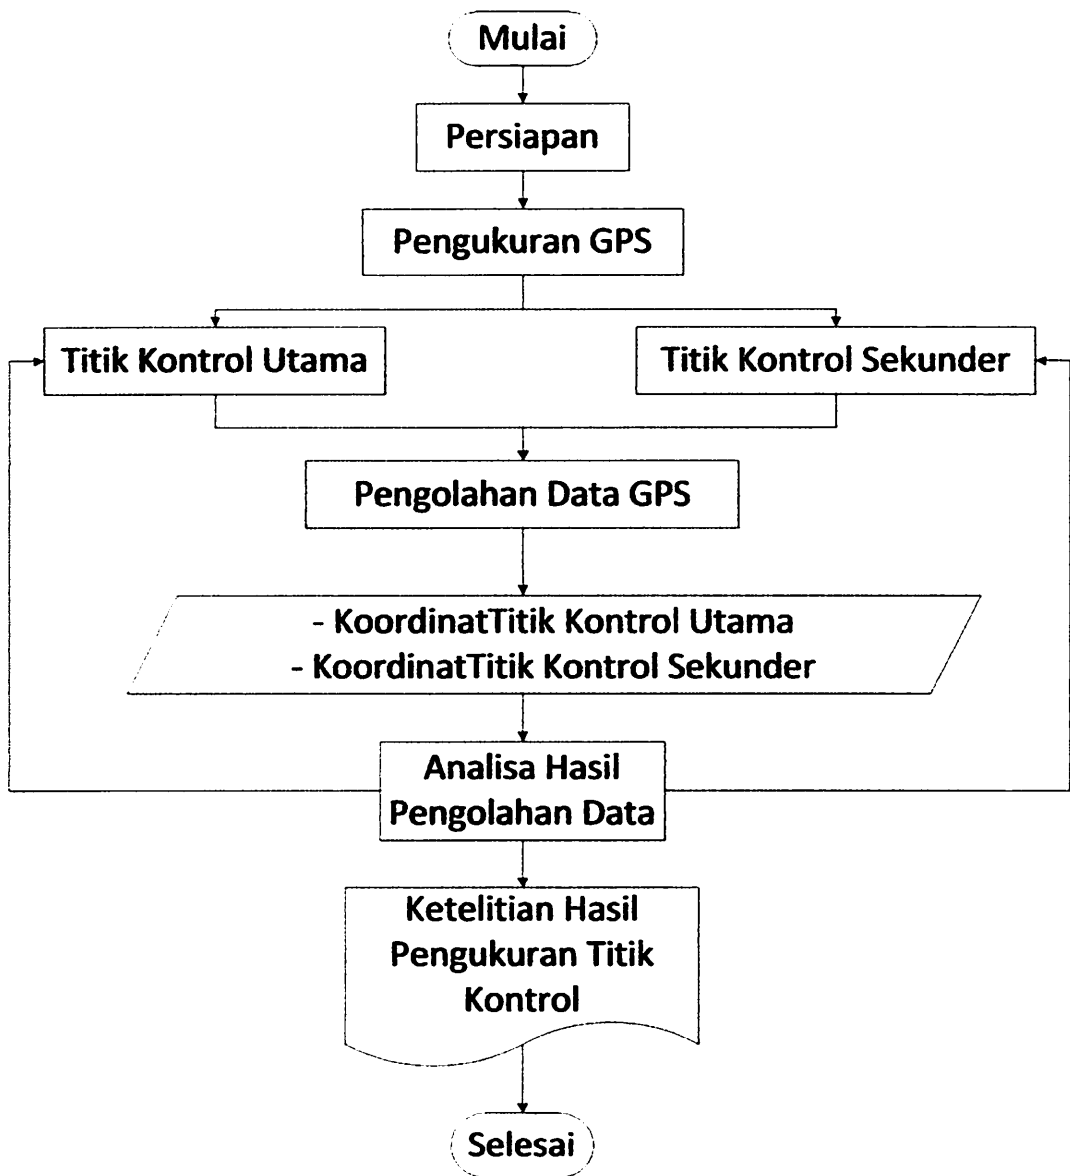 Mulai
Persiapan
Pengukuran GPS
Titik Kontrol Utama
Titik Kontrol Sekunder
Pengolahan Data GPS
- KoordinatTitik Kontrol Utama
- KoordinatTitik Kontrol Sekunder
Analisa Hasil
Pengolahan Data
Ketelitian Hasil
Pengukuran Titik
Kontrol
Selesai